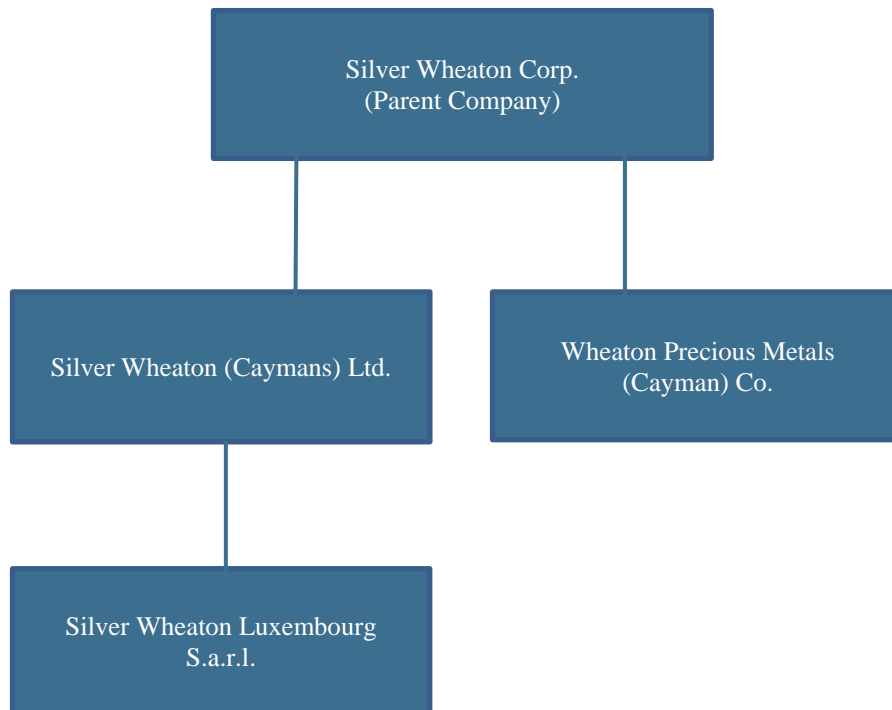 Silver Wheaton Corp.
(Parent Company)
Silver Wheaton (Caymans) Ltd.
Wheaton Precious Metals
(Cayman) Co.
Silver Wheaton Luxembourg
S.a.r.l.